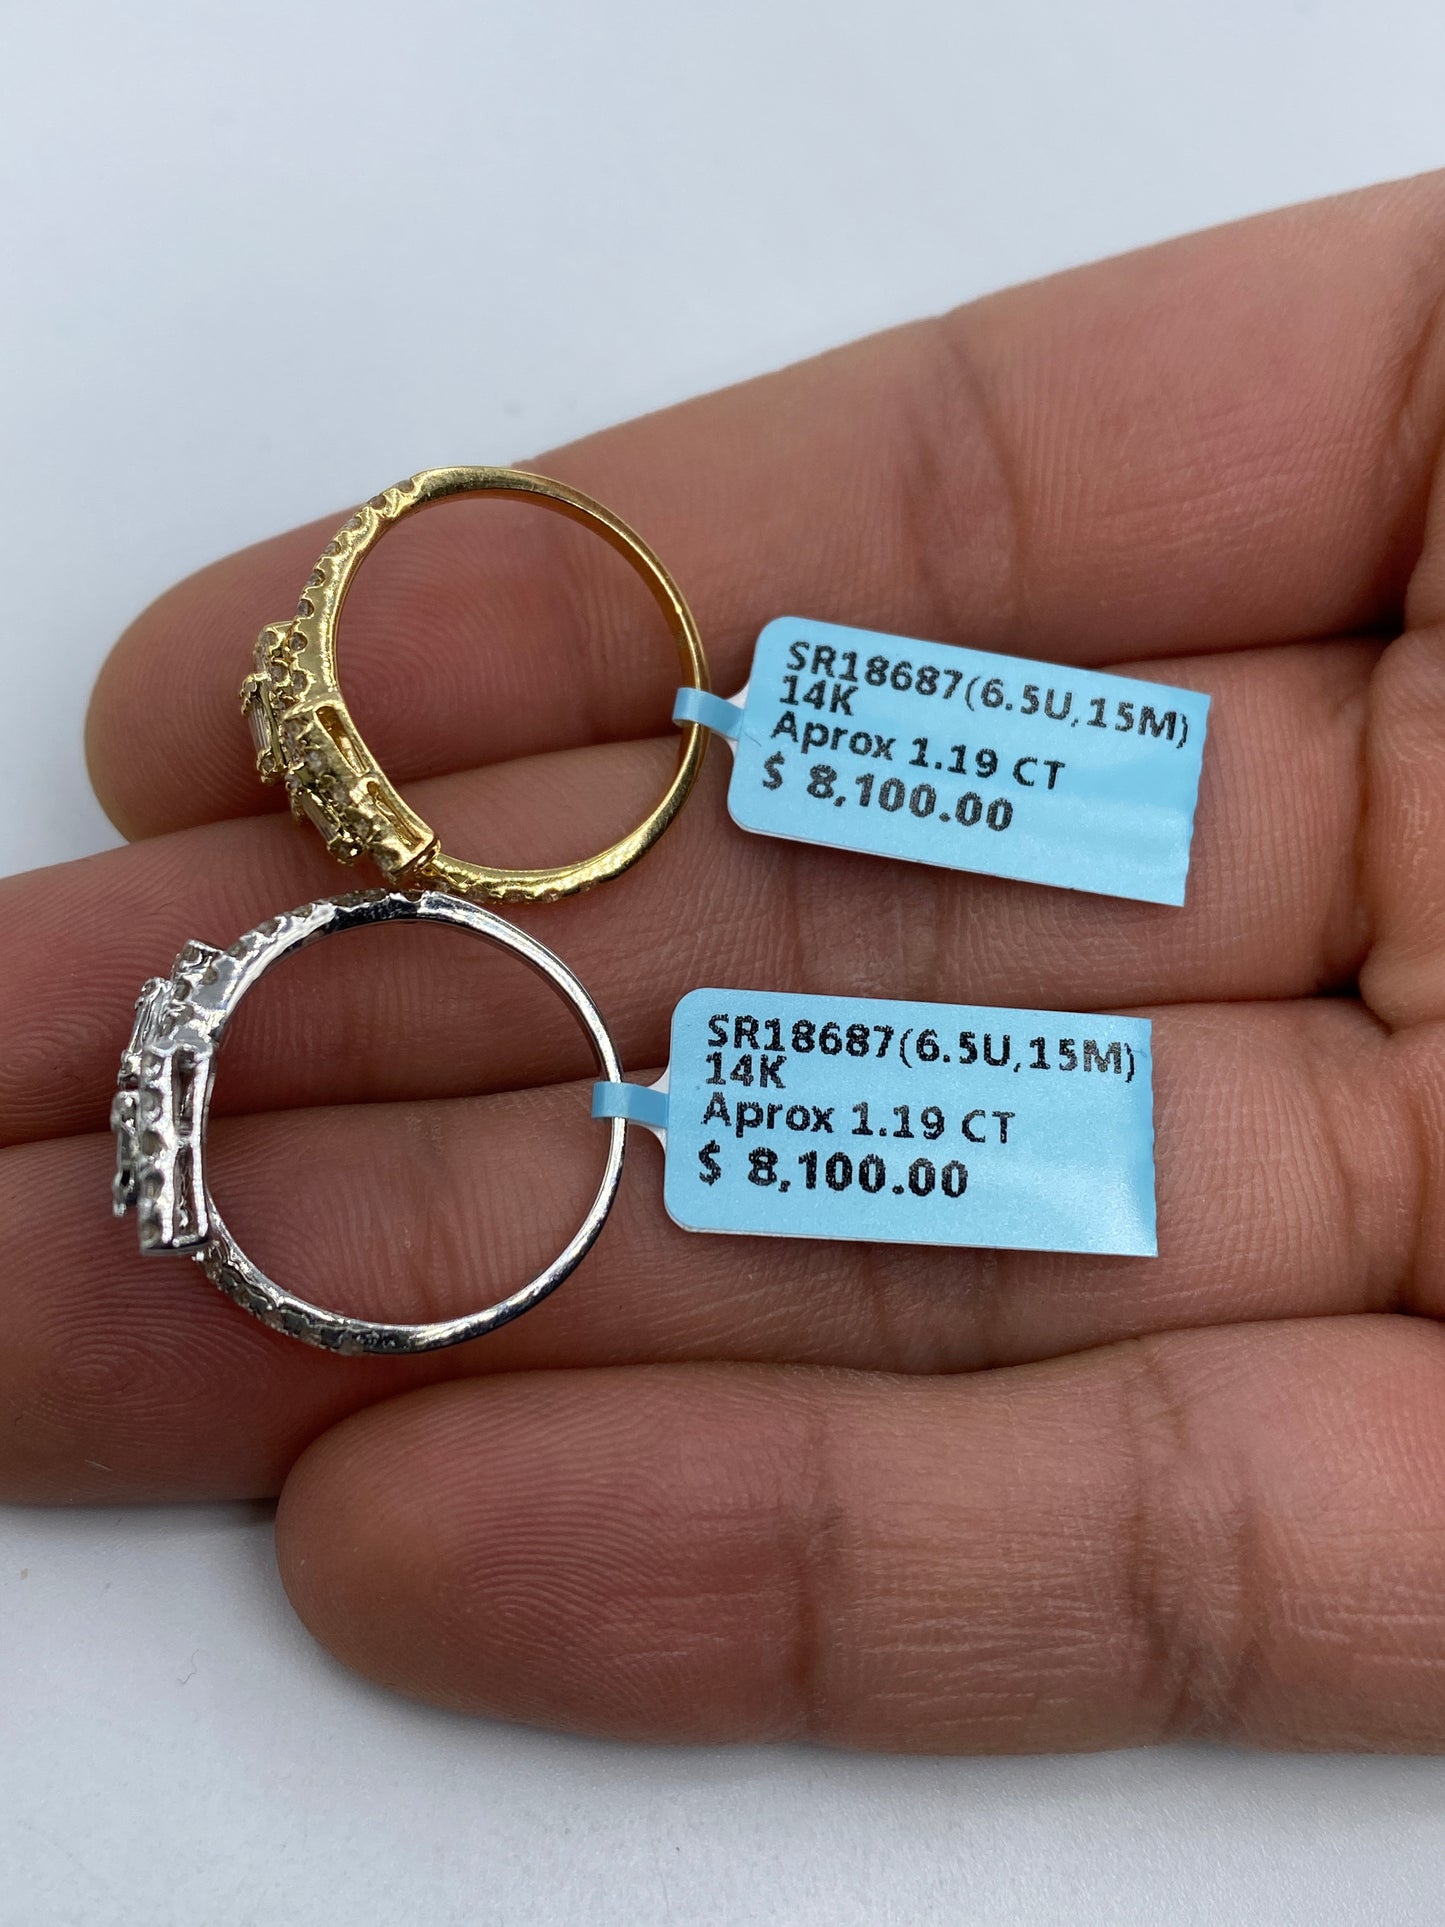 SR18687(6.5U,15M)
14K
Aprox 1.19 CT
$ 8,100.00
SR18687(6.5U,15M)
14K
Aprox 1.19 CT
$ 8,100.00